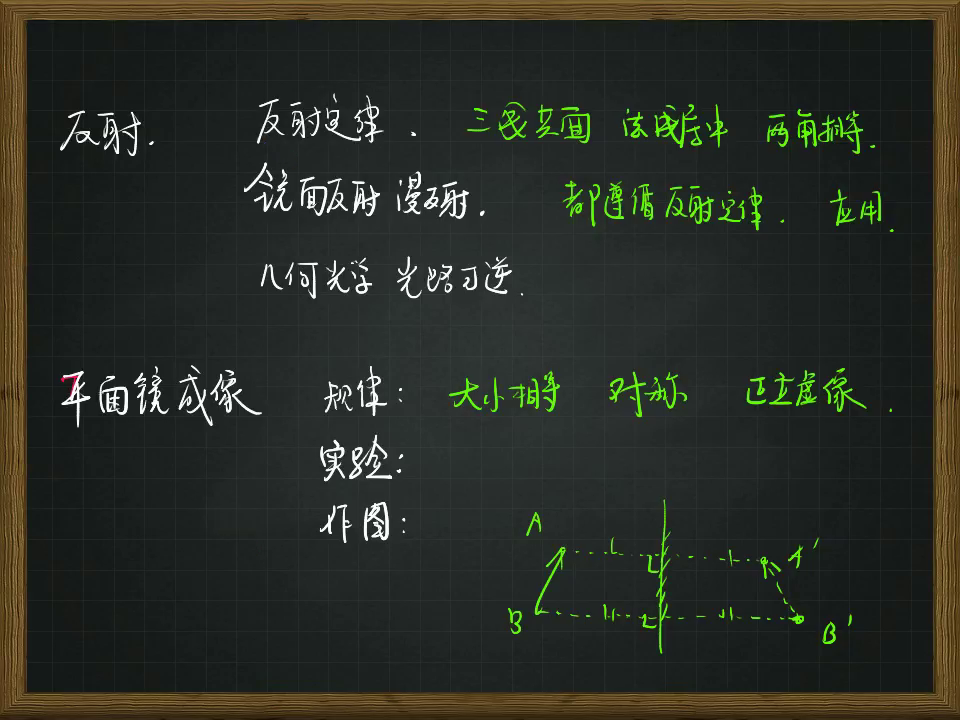 反射. 反射定律、 三线共面 法线居中 两角相等.
镜面反射 漫反射. 都遵循反射定律. 应用.
几何光学 光路可逆.
平面镜成像 规律: 大小相等 对称 正立虚像.
实验:
作图:
A A'
B B'